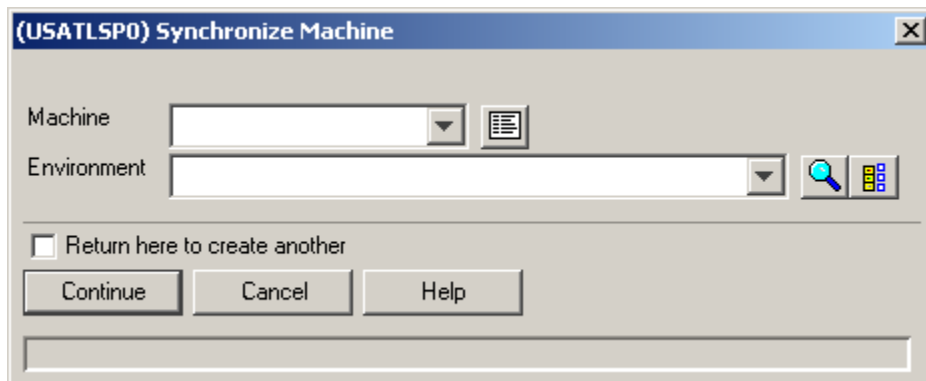 (USATLSP0) Synchronize Machine
Machine
Environment
Return here to create another
Continue Cancel Help